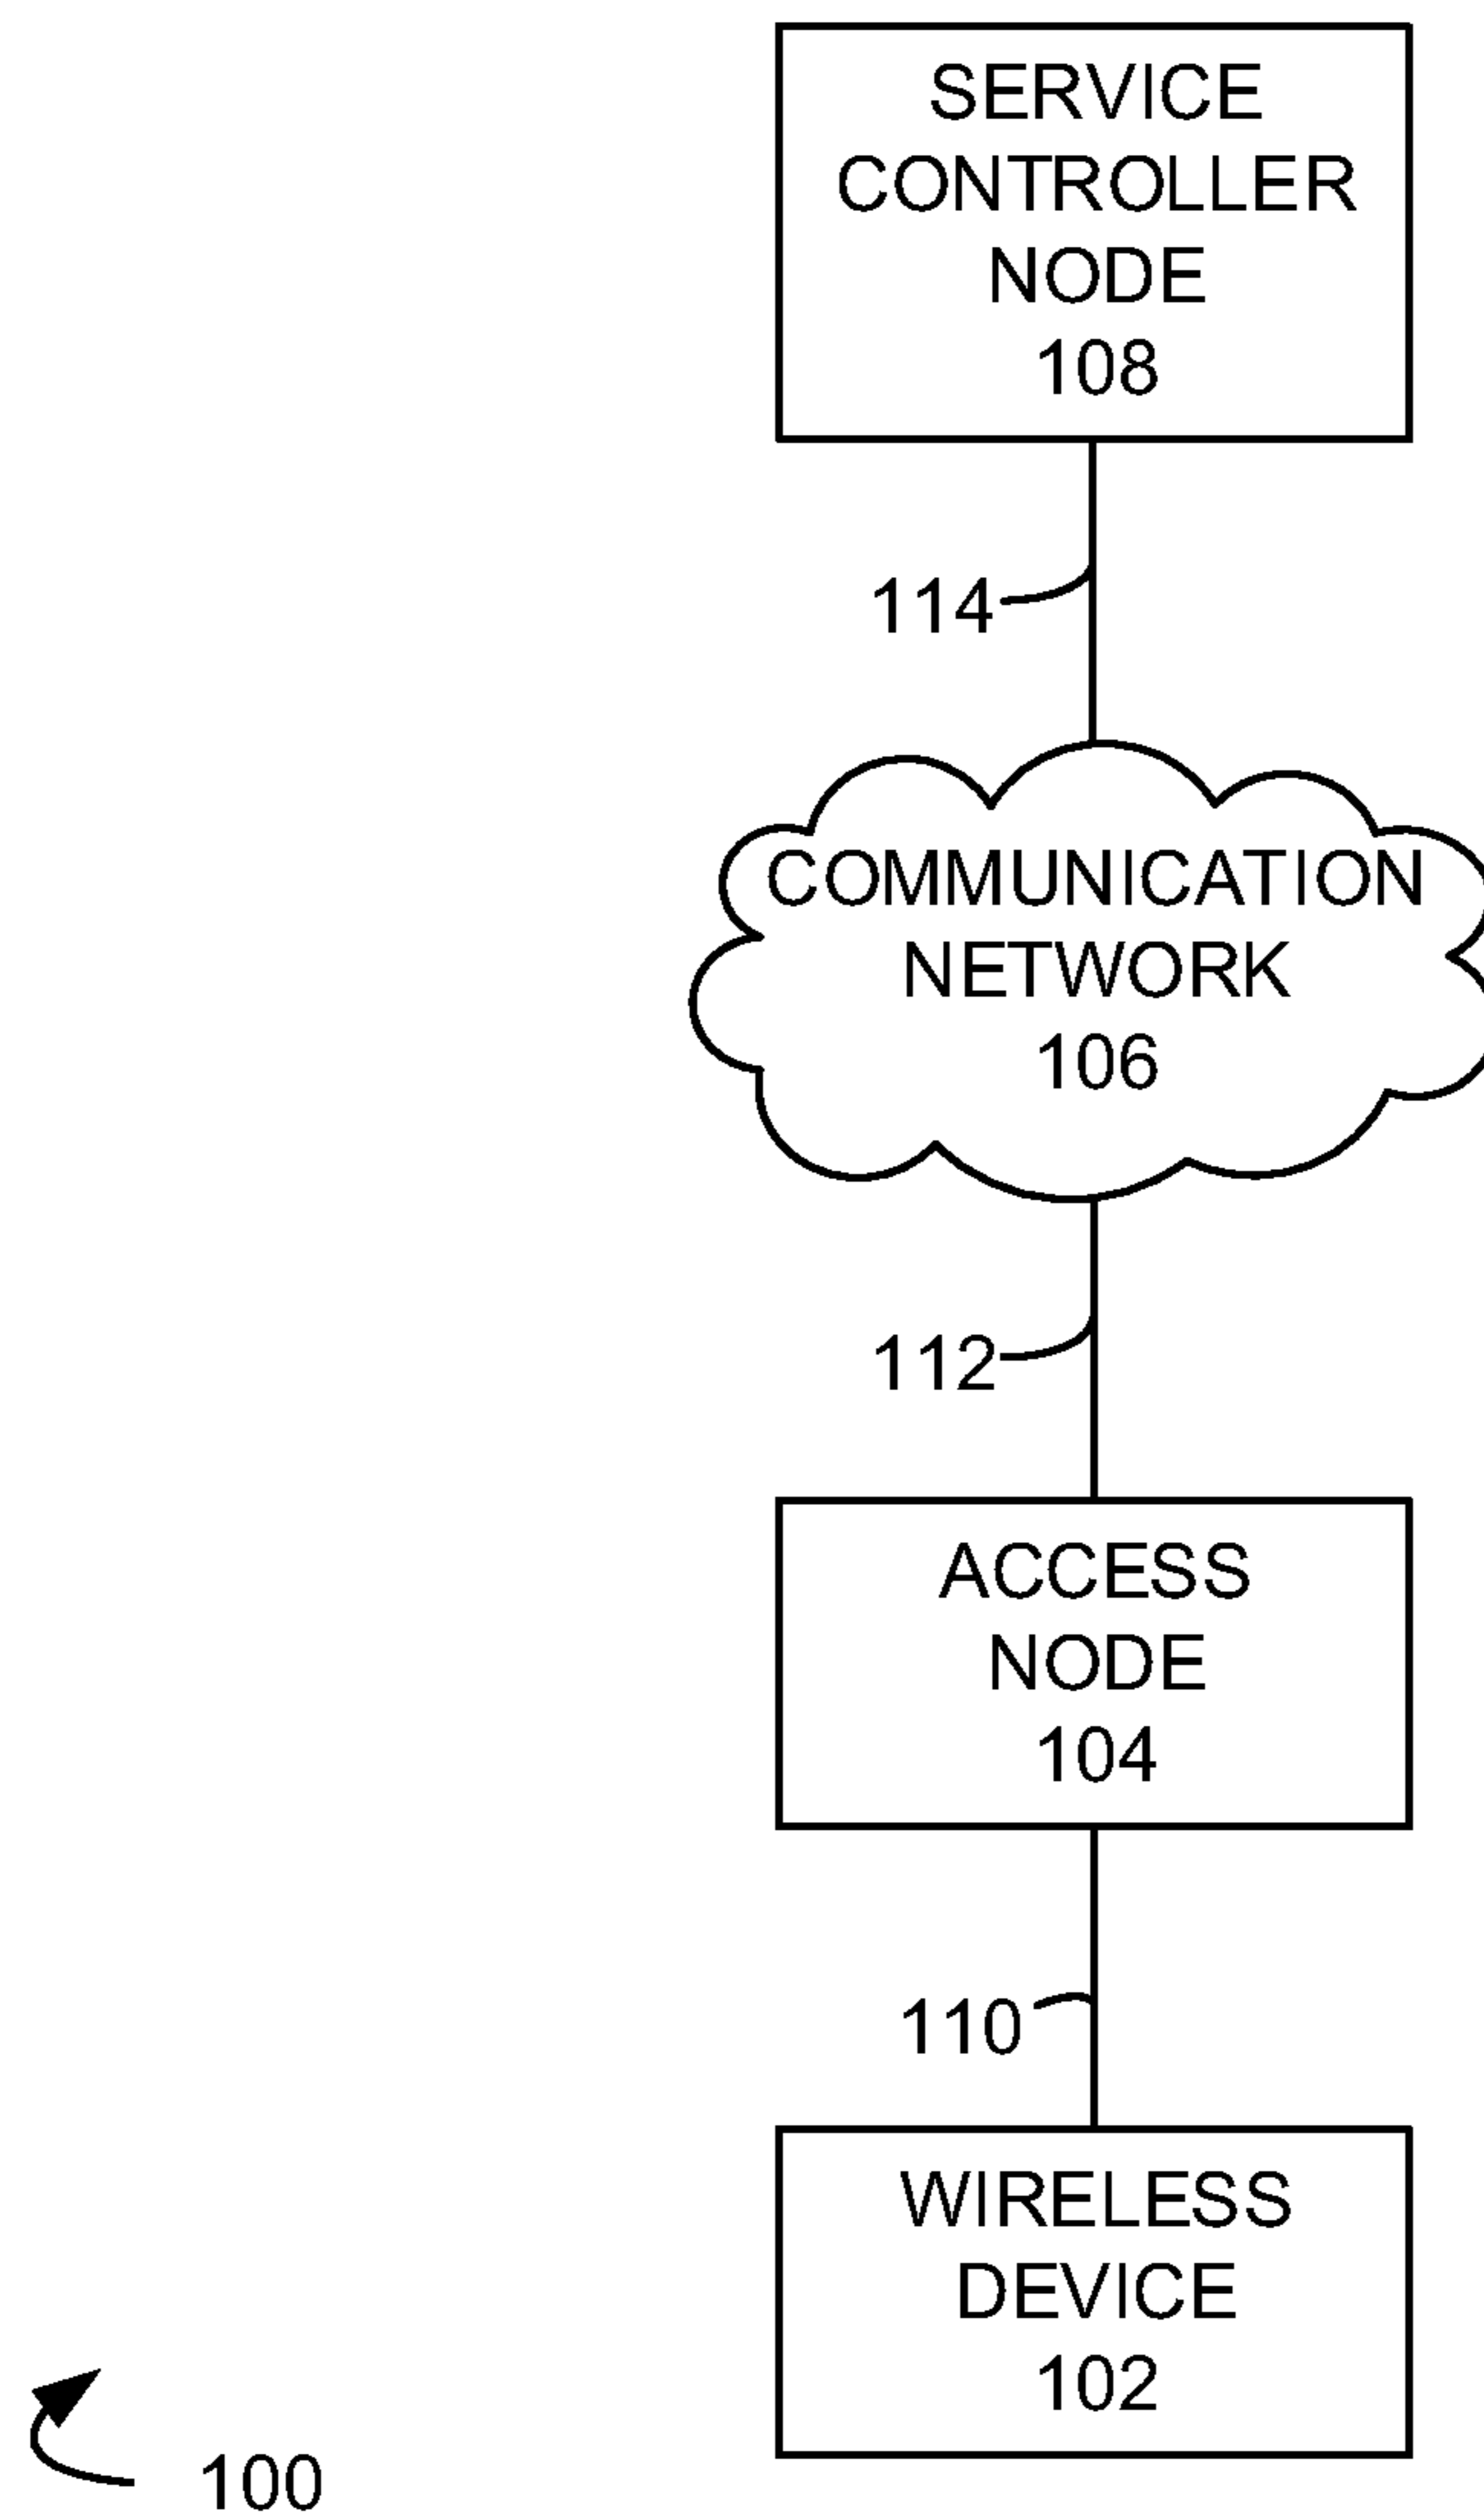 SERVICE
CONTROLLER
NODE
108
114
COMMUNICATION
NETWORK
106
112
ACCESS
NODE
104
110
WIRELESS
DEVICE
102
100